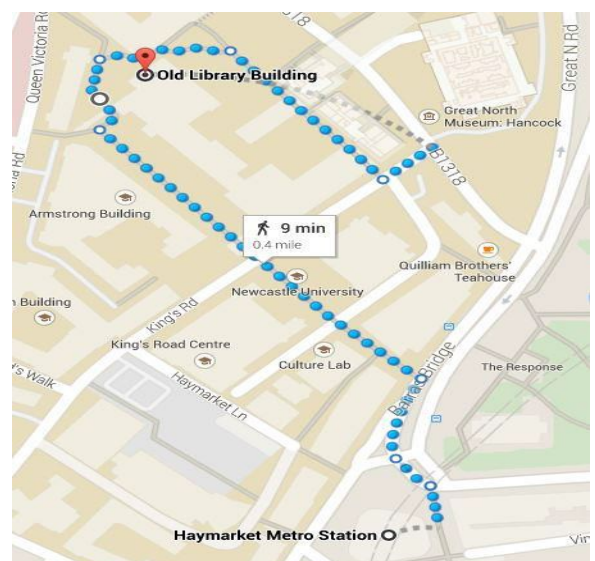 Queen Victoria Rd
B1318
Great N Rd
Old Library Building
Great North
Museum: Hancock
B1318
Armstrong Building
9 min
0.4 mile
Quilliam Brothers'
Teahouse
Newcastle University
Building
King's Rd
King's Road Centre
Culture Lab
Barras Bridge
The Response
Haymarket Ln
Walk
Haymarket Metro Station